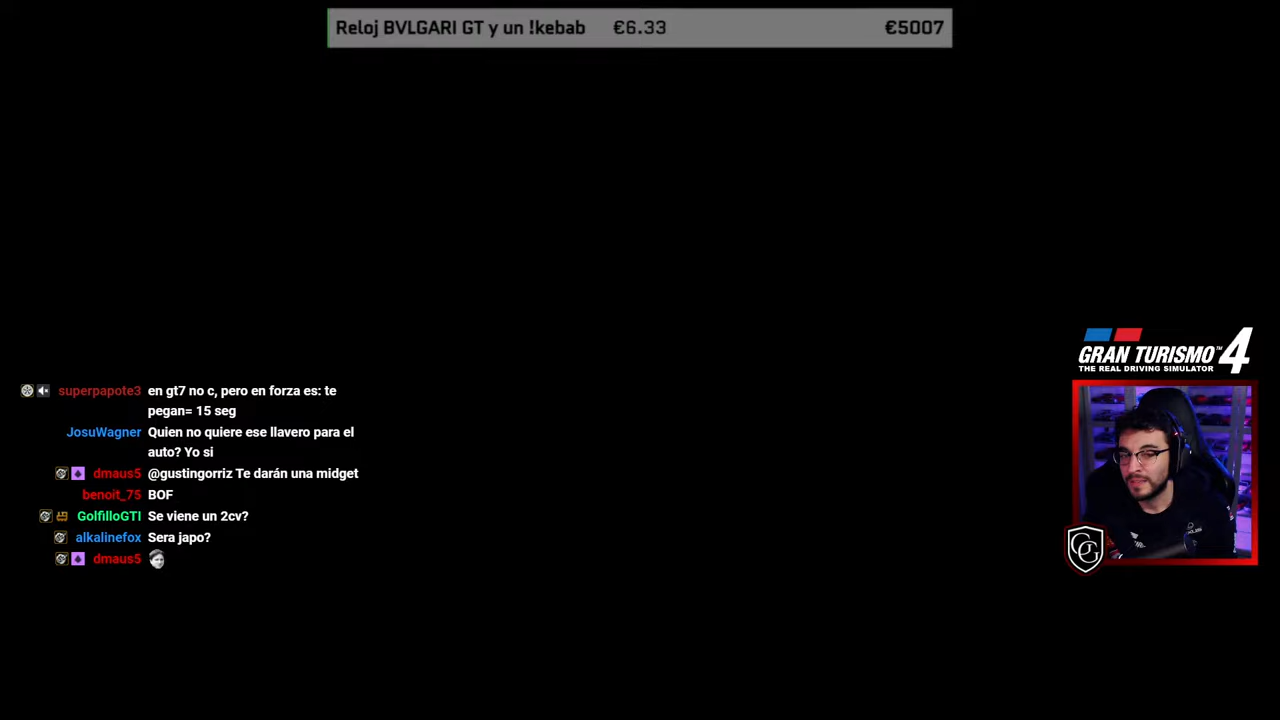 Reloj BVLGARI GT y un !kebab €6.33 €5007
GRAN TURISMO™ 4
THE REAL DRIVING SIMULATOR
superpapote3 en gt7 no c, pero en forza es: te
pegan= 15 seg
JosuWagner Quien no quiere ese llavero para el
auto? Yo si
dmaus5 @gustingorriz Te darán una midget
benoit_75 BOF
GolfilloGTI Se viene un 2cv?
alkalinefox Sera japo?
dmaus5
OG